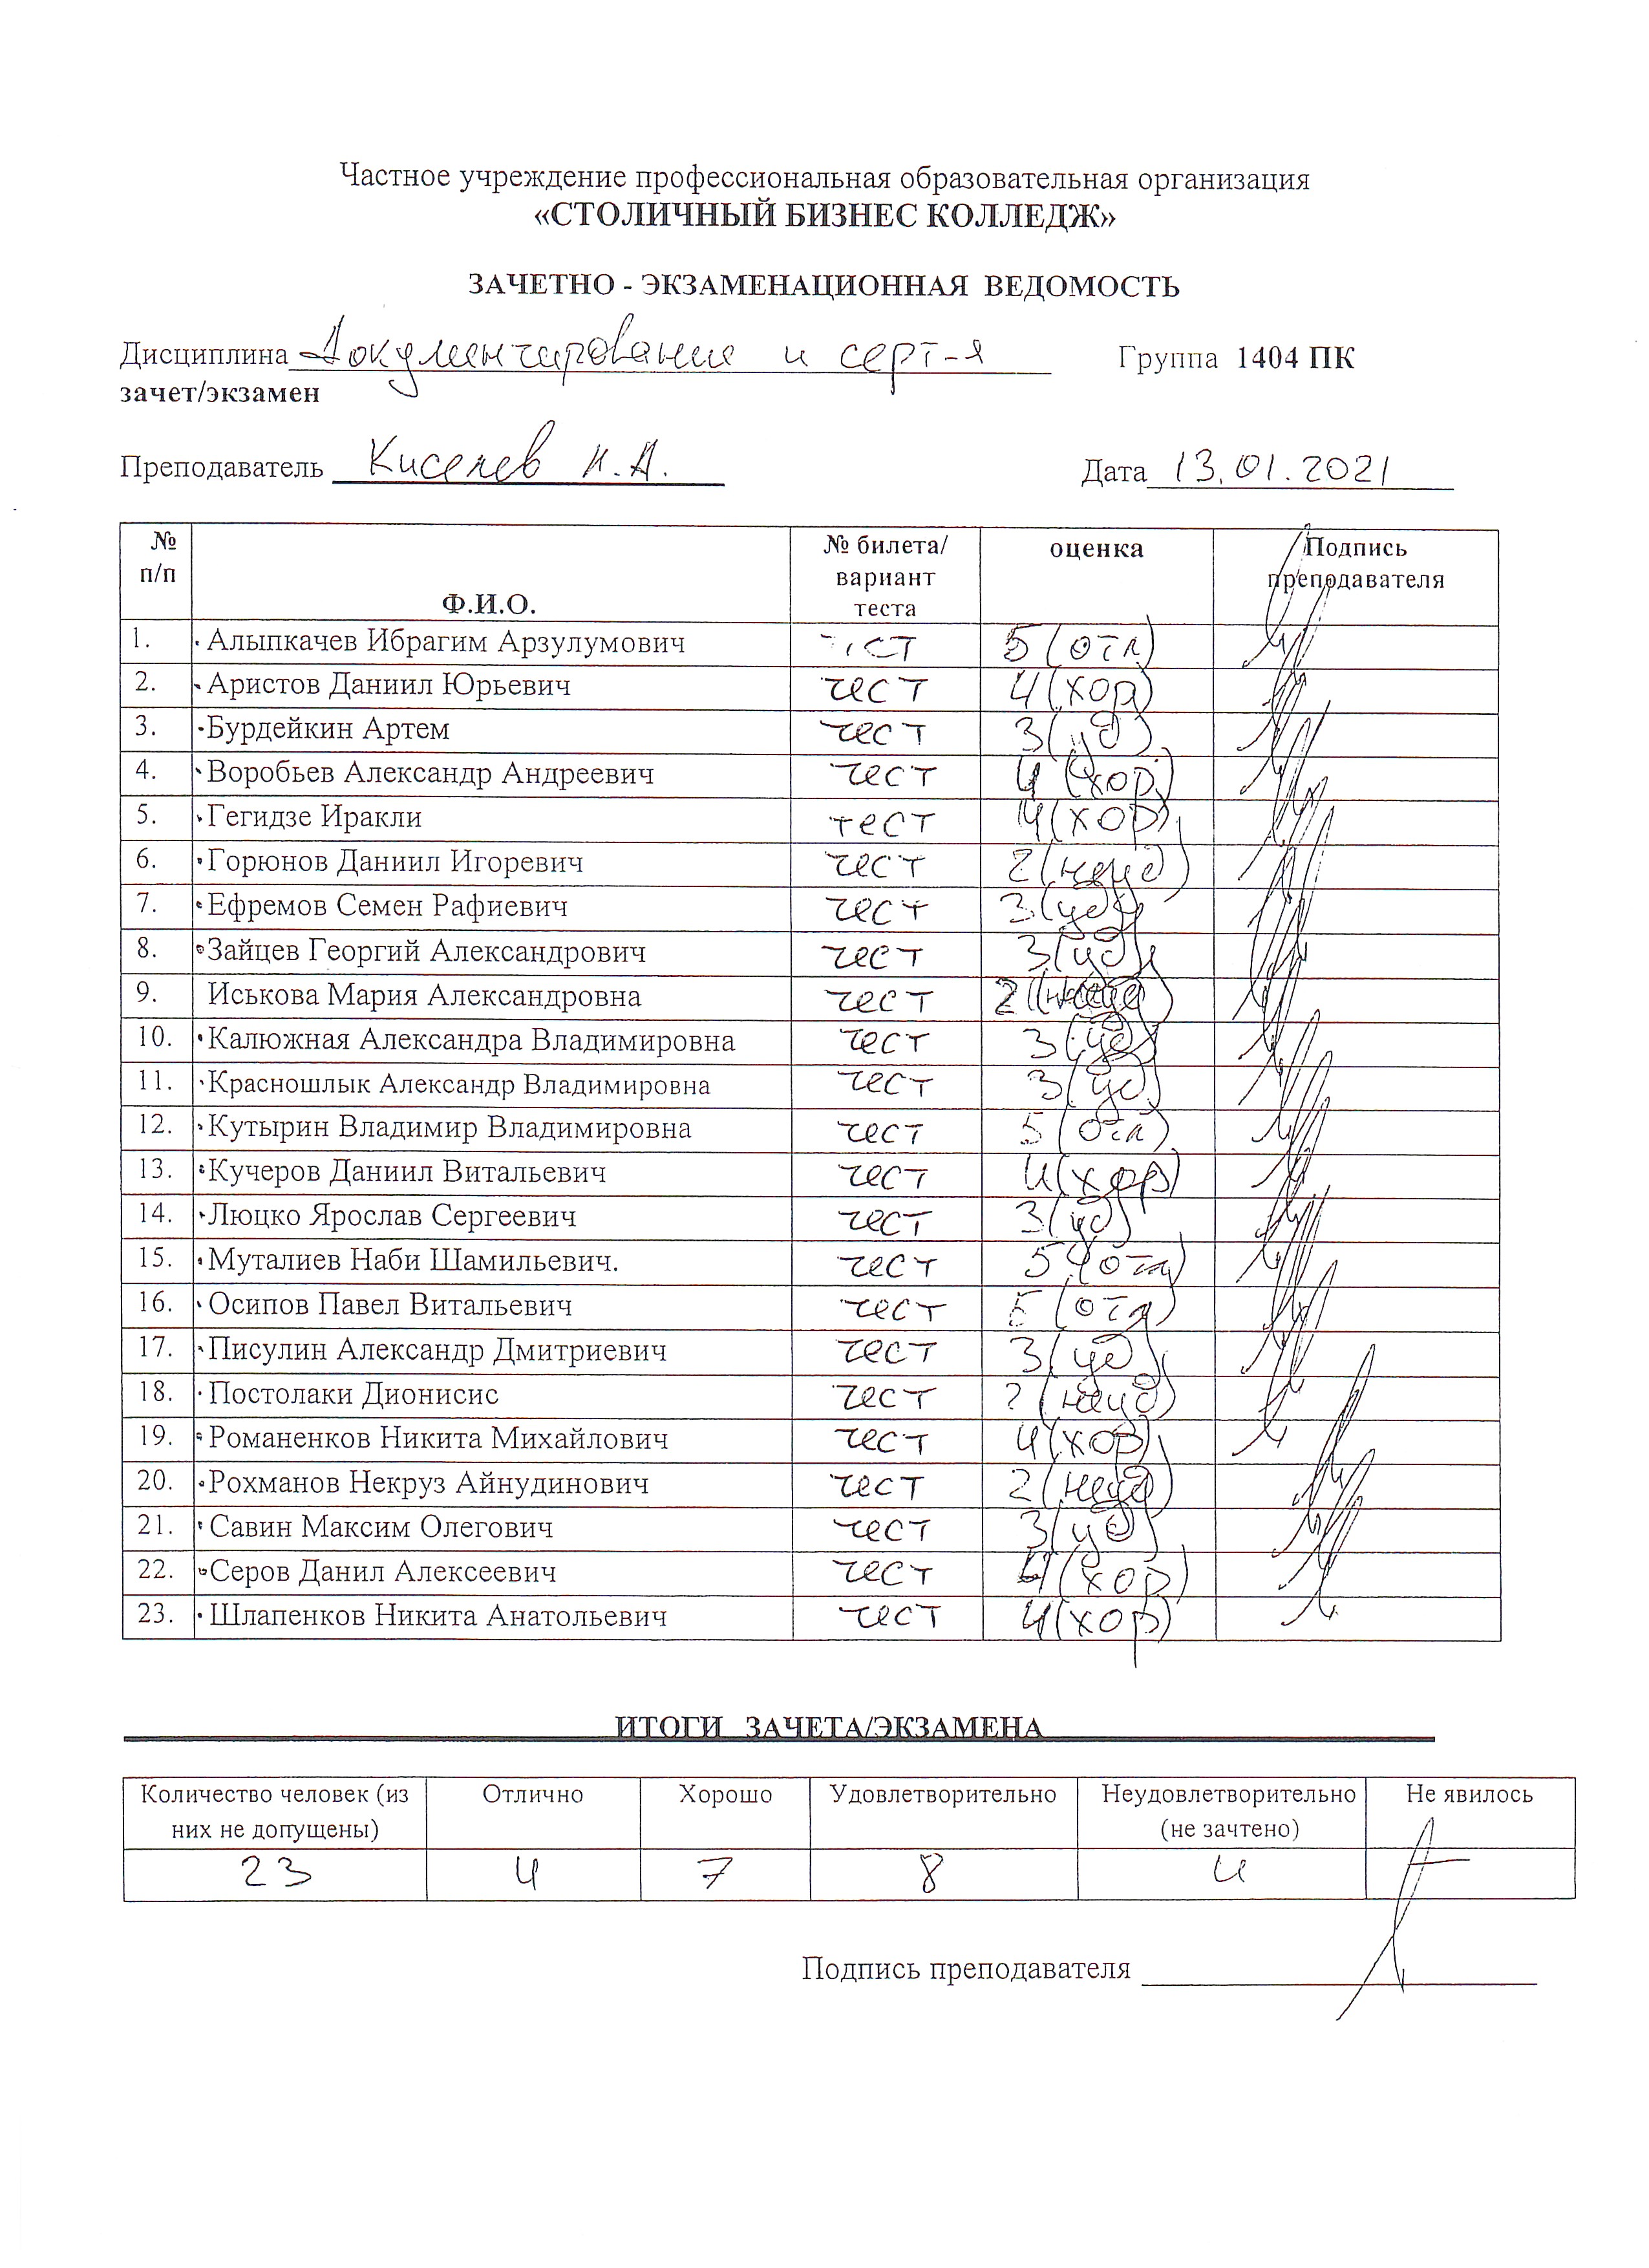 Частное учреждение профессиональная образовательная организация
«СТОЛИЧНЫЙ БИЗНЕС КОЛЛЕДЖ»
ЗАЧЕТНО - ЭКЗАМЕНАЦИОННАЯ ВЕДОМОСТЬ
Дисциплина Документирование и серт-я Группа 1404 ПК
зачет/экзамен
Преподаватель Киселев Н.А. Дата 13.01.2021
№ п/п Ф.И.О. № билета/ вариант теста оценка Подпись преподавателя
1. Алыпкачев Ибрагим Арзулумович тест 5 (отл)
2. Аристов Даниил Юрьевич тест 4 (хор)
3. Бурдейкин Артем тест 3 (уд)
4. Воробьев Александр Андреевич тест 4 (хор)
5. Гегидзе Иракли тест 4 (хор)
6. Горюнов Даниил Игоревич тест 2 (неуд)
7. Ефремов Семен Рафиевич тест 3 (уд)
8. Зайцев Георгий Александрович тест 3 (уд)
9. Иськова Мария Александровна тест 2 (неуд)
10. Калюжная Александра Владимировна тест 3 (уд)
11. Красношлык Александр Владимировна тест 3 (уд)
12. Кутырин Владимир Владимировна тест 5 (отл)
13. Кучеров Даниил Витальевич тест 4 (хор)
14. Люцко Ярослав Сергеевич тест 3 (уд)
15. Муталиев Наби Шамильевич. тест 5 (отл)
16. Осипов Павел Витальевич тест 5 (отл)
17. Писулин Александр Дмитриевич тест 3 (уд)
18. Постолаки Дионисис тест 2 (неуд)
19. Романенков Никита Михайлович тест 4 (хор)
20. Рохманов Некруз Айнудинович тест 2 (неуд)
21. Савин Максим Олегович тест 3 (уд)
22. Серов Данил Алексеевич тест 4 (хор)
23. Шлапенков Никита Анатольевич тест 4 (хор)
ИТОГИ ЗАЧЕТА/ЭКЗАМЕНА
Количество человек (из них не допущены) Отлично Хорошо Удовлетворительно Неудовлетворительно (не зачтено) Не явилось
23 4 7 8 4 —
Подпись преподавателя